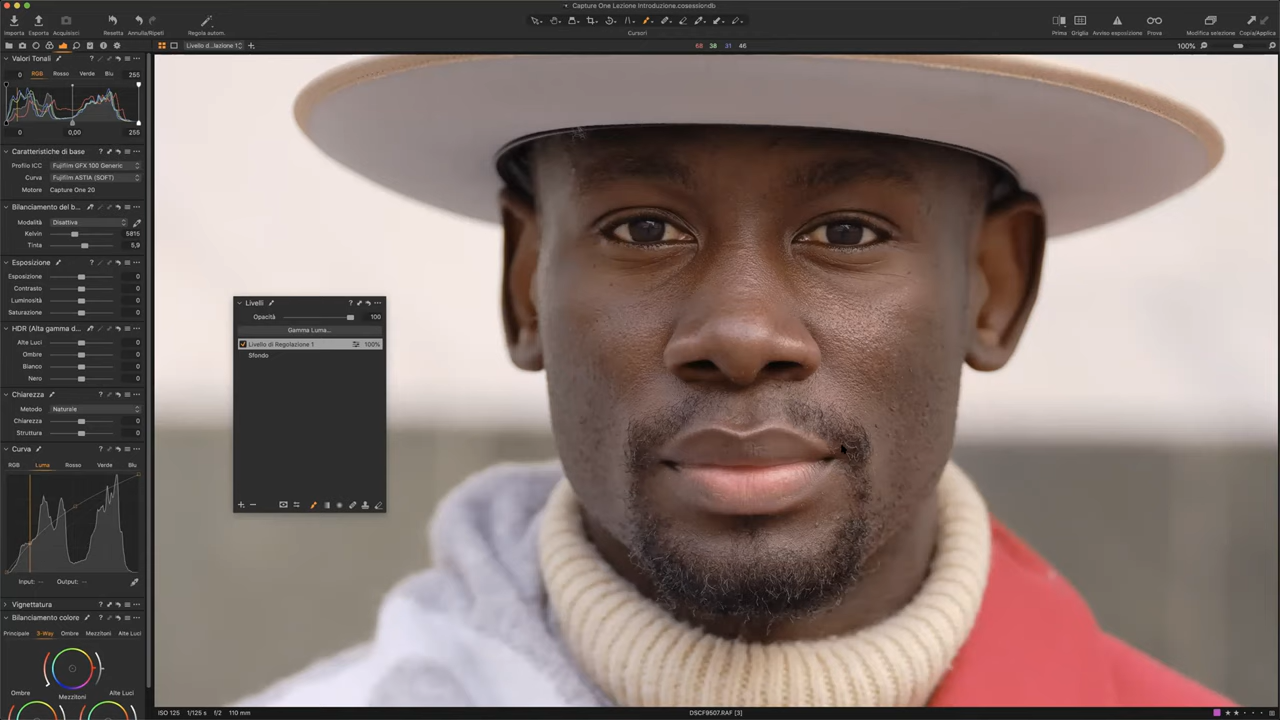 Capture One Lezione Introduzione.cosessiondb
Importa Esporta Acquisisci Resetta Annulla/Ripeti Regola autom. Cursori Prima Griglia Avviso esposizione Prova Modifica selezione Copia/Applica
Livello d...lazione 1 68 38 31 46 100%
Valori Tonali
0 RGB Rosso Verde Blu 255
0 0,00 255
Caratteristiche di base
Profilo ICC Fujifilm GFX 100 Generic
Curva Fujifilm ASTIA (SOFT)
Motore Capture One 20
Bilanciamento del b...
Modalità Disattiva
Kelvin 5815
Tinta 5,9
Esposizione
Esposizione 0
Contrasto 0
Luminosità 0
Saturazione 0
HDR (Alta gamma d...
Alte Luci 0
Ombre 0
Bianco 0
Nero 0
Chiarezza
Metodo Naturale
Chiarezza 0
Struttura 0
Curva
RGB Luma Rosso Verde Blu
Input: -- Output: --
Vignettatura
Bilanciamento colore
Principale 3-Way Ombre Mezzitoni Alte Luci
Ombre Mezzitoni Alte Luci
Livelli
Opacità 100
Gamma Luma...
Livello di Regolazione 1 100%
Sfondo
ISO 125 1/125 s f/2 110 mm DSCF9507.RAF [3]